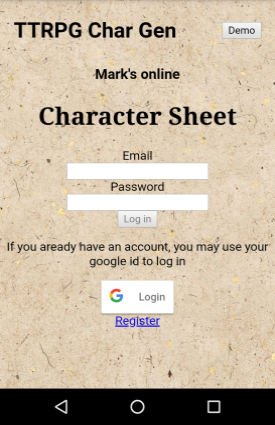 TTRPG Char Gen
Demo
Mark's online
Character Sheet
Email
Password
Log in
If you aready have an account, you may use your
google id to log in
Login
Register